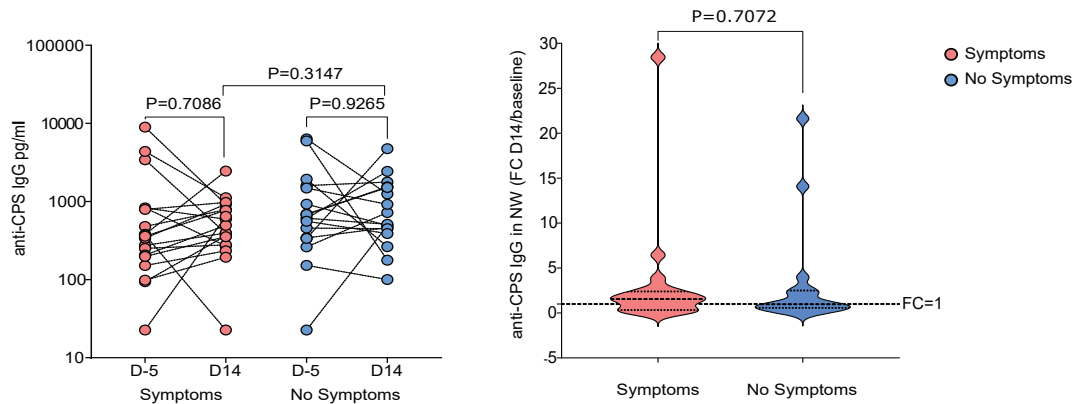 100000
10000
1000
100
10
anti-CPS IgG pg/ml
P=0.3147
P=0.7086
P=0.9265
D-5
D14
D-5
D14
Symptoms
No Symptoms
P=0.7072
30
25
20
15
10
5
0
-5
anti-CPS IgG in NW (FC D14/baseline)
FC=1
Symptoms
No Symptoms
Symptoms
No Symptoms